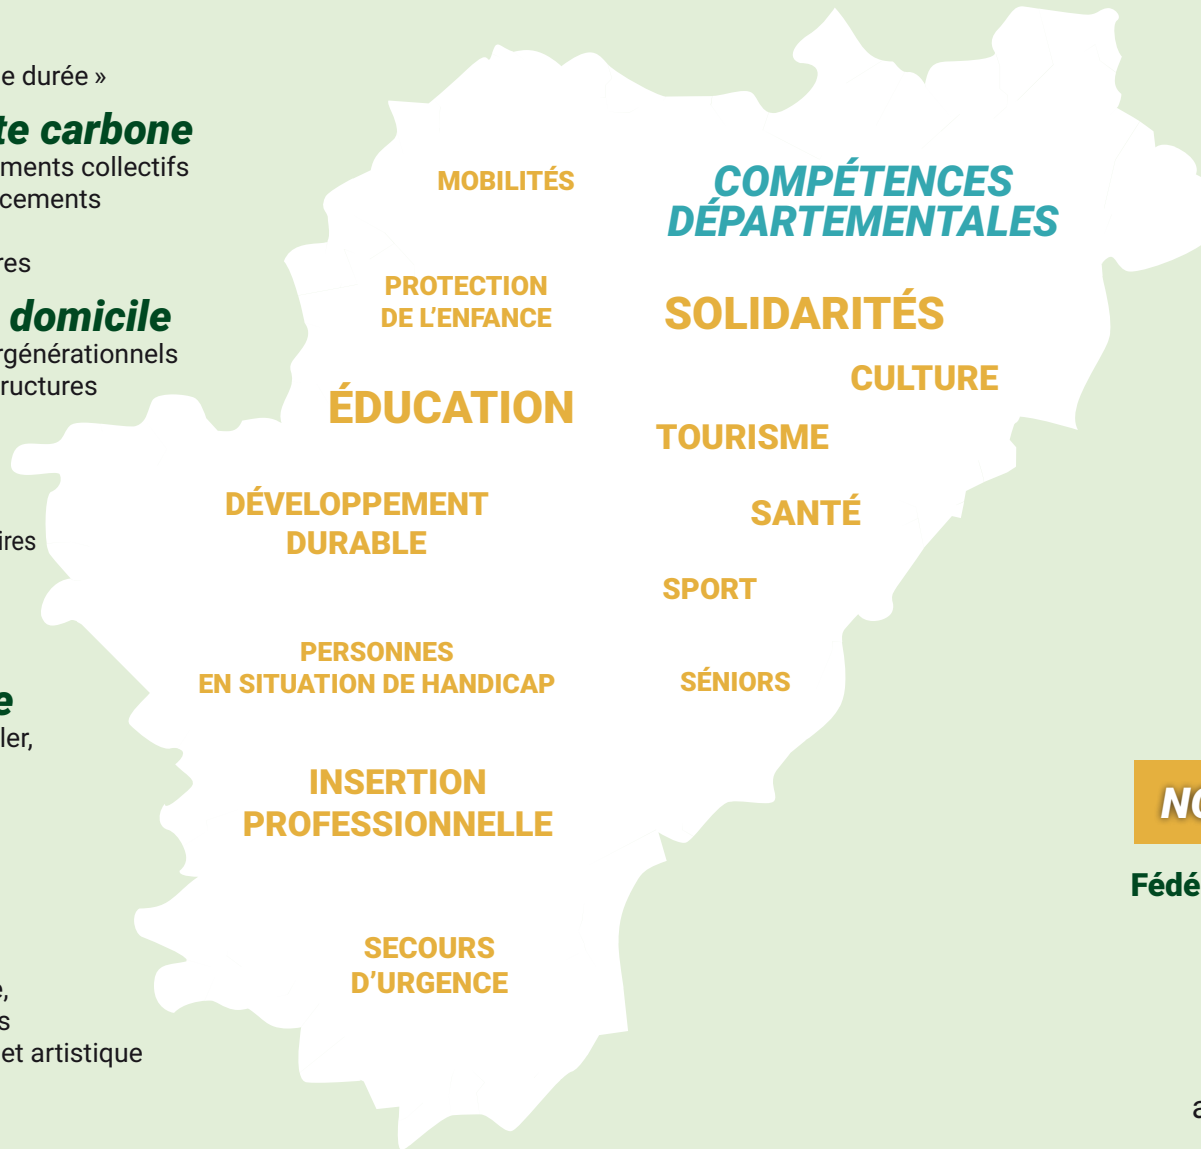 e durée »
te carbone
ments collectifs
cements
res
domicile
rgénérationnels
ructures
ires
e
ler,
e,
s
et artistique
MOBILITÉS
COMPÉTENCES
DÉPARTEMENTALES
PROTECTION
DE L'ENFANCE
SOLIDARITÉS
CULTURE
ÉDUCATION
TOURISME
DÉVELOPPEMENT
DURABLE
SANTÉ
SPORT
PERSONNES
EN SITUATION DE HANDICAP
SÉNIORS
INSERTION
PROFESSIONNELLE
SECOURS
D'URGENCE
NO
Fédé
a